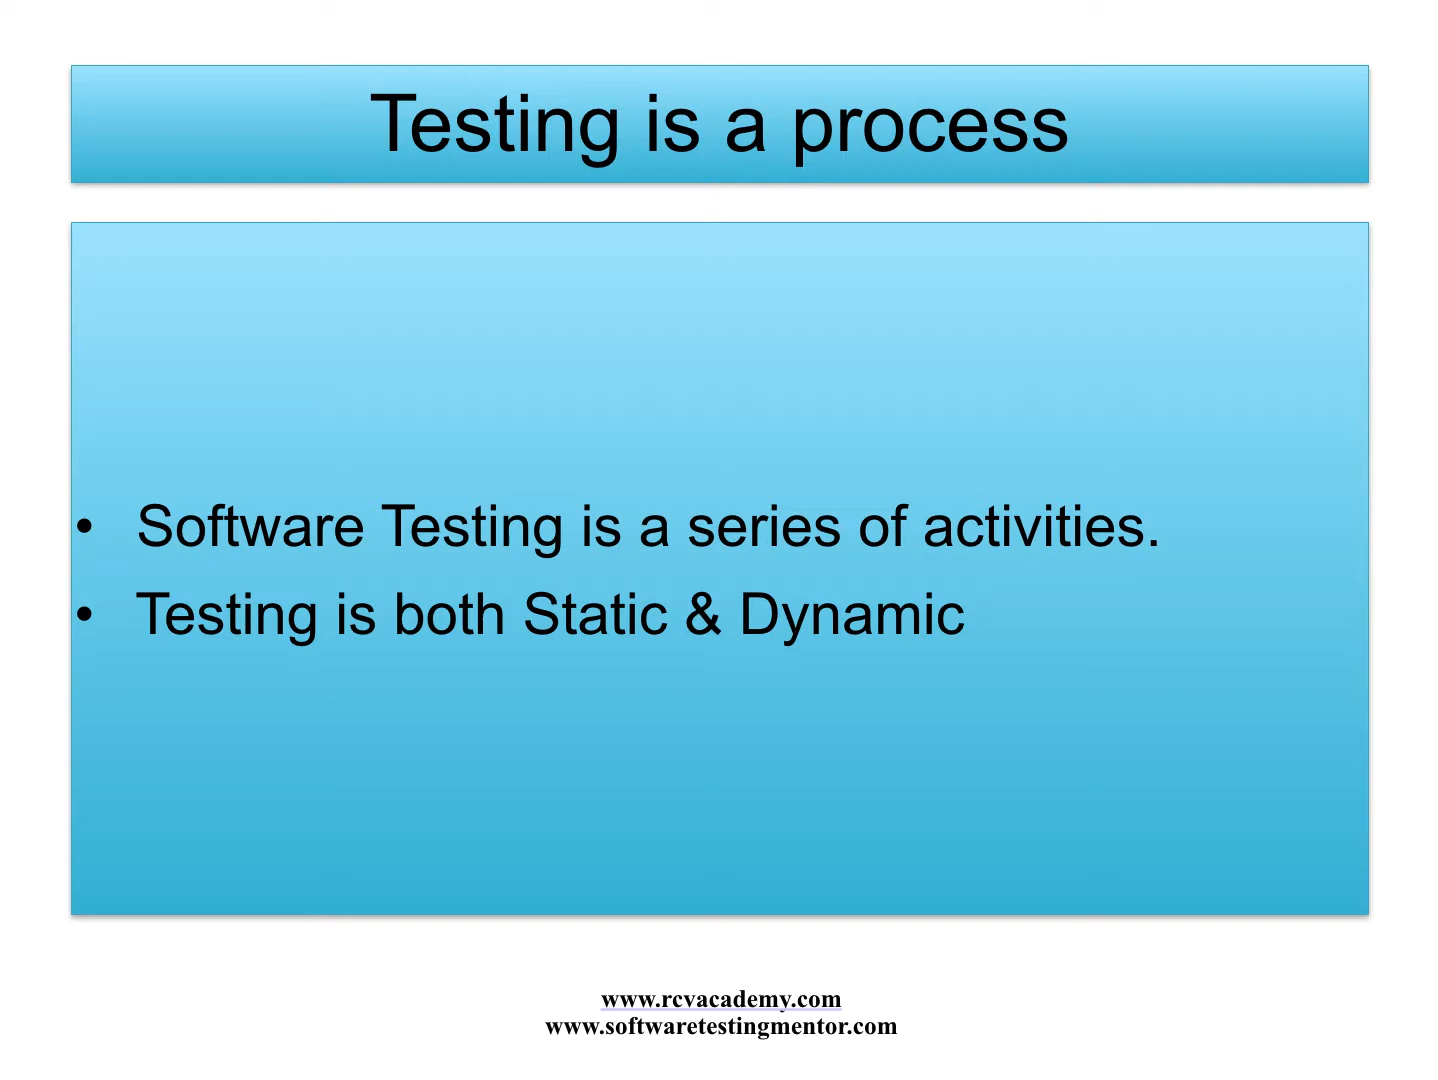 Testing is a process
• Software Testing is a series of activities.
• Testing is both Static & Dynamic
www.rcvacademy.com
www.softwaretestingmentor.com